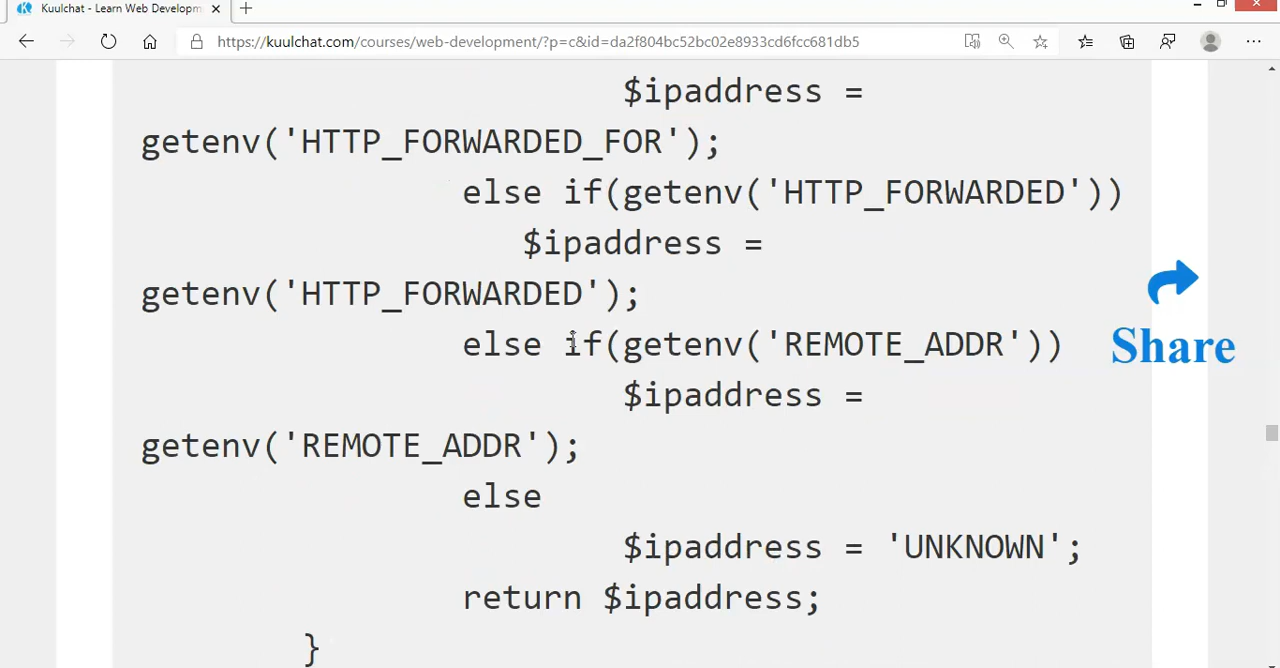 Kuulchat - Learn Web Developm
https://kuulchat.com/courses/web-development/?p=c&id=da2f804bc52bc02e8933cd6fcc681db5
$ipaddress =
getenv('HTTP_FORWARDED_FOR');
else if(getenv('HTTP_FORWARDED'))
$ipaddress =
getenv('HTTP_FORWARDED');
else if(getenv('REMOTE_ADDR'))
Share
$ipaddress =
getenv('REMOTE_ADDR');
else
$ipaddress = 'UNKNOWN';
return $ipaddress;
}